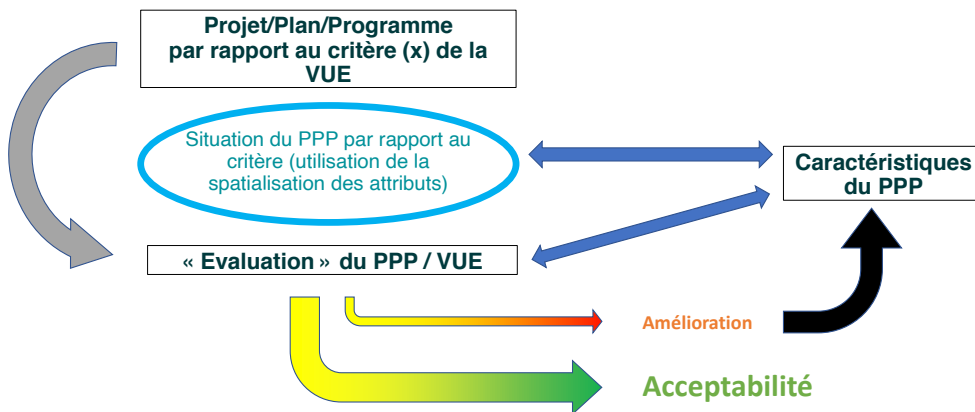 Projet/Plan/Programme
par rapport au critère (x) de la
VUE
Situation du PPP par rapport au
critère (utilisation de la
spatialisation des attributs)
Caractéristiques
du PPP
« Evaluation » du PPP / VUE
Amélioration
Acceptabilité